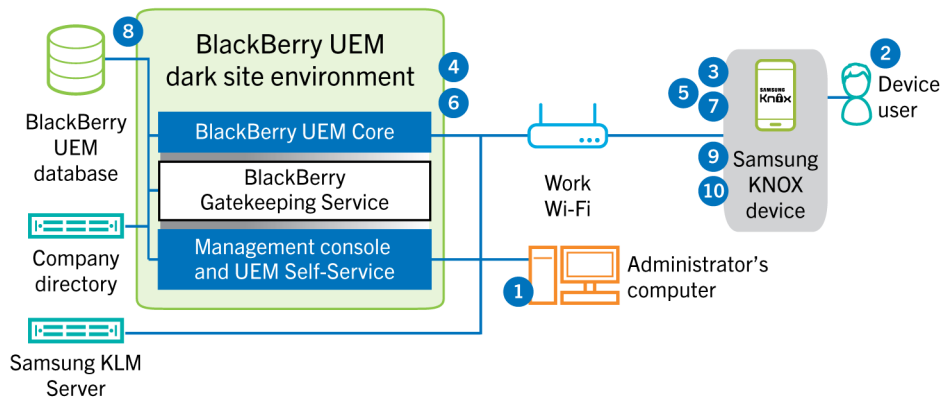 8
BlackBerry UEM
dark site environment
4
6
BlackBerry
UEM
database
BlackBerry UEM Core
BlackBerry
Gatekeeping Service
Management console
and UEM Self-Service
Company
directory
Samsung KLM
Server
Work
Wi-Fi
1
Administrator's
computer
3
5
7
SAMSUNG
Knox
9
10
Samsung
KNOX
device
2
Device
user